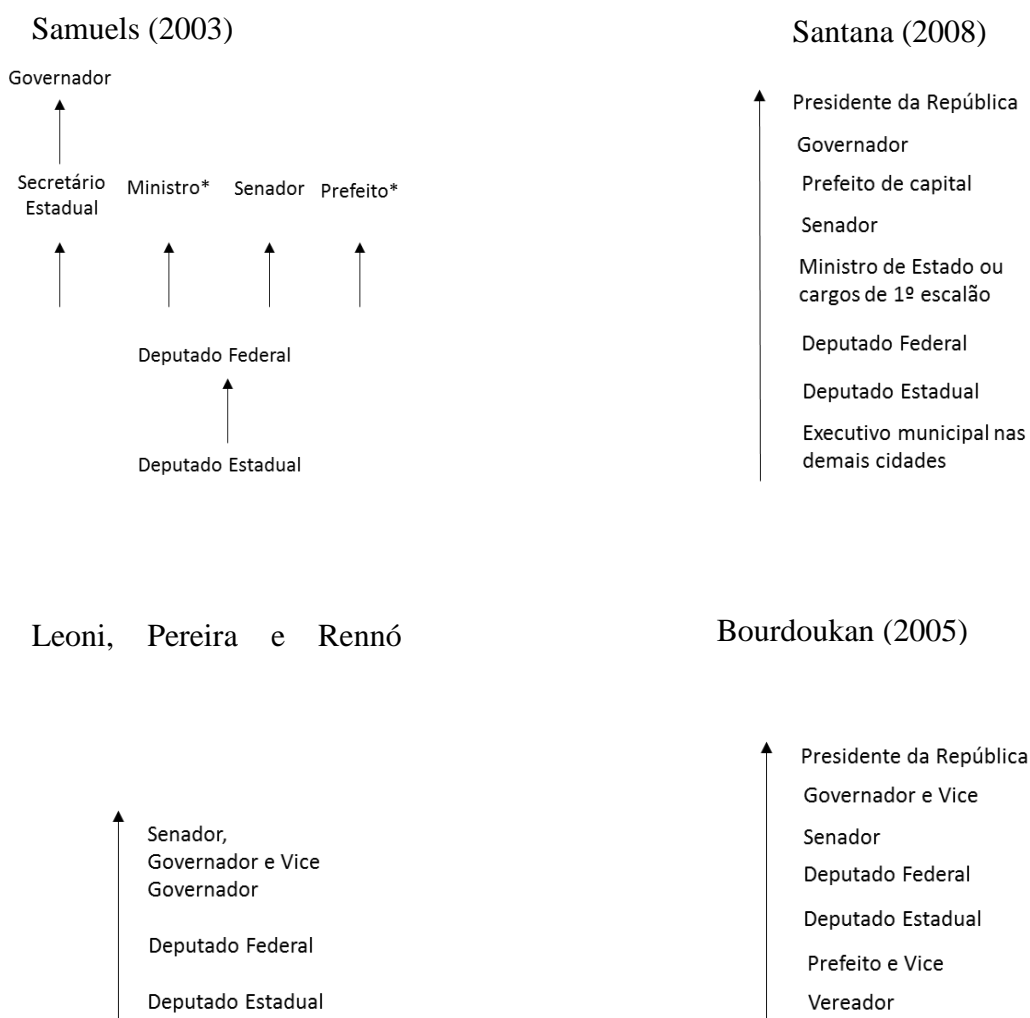 Samuels (2003)
Governador
Secretário
Estadual
Ministro*
Senador
Prefeito*
Deputado Federal
Deputado Estadual
Santana (2008)
Presidente da República
Governador
Prefeito de capital
Senador
Ministro de Estado ou
cargos de 1º escalão
Deputado Federal
Deputado Estadual
Executivo municipal nas
demais cidades
Leoni, Pereira e Rennó
Senador,
Governador e Vice
Governador
Deputado Federal
Deputado Estadual
Bourdoukan (2005)
Presidente da República
Governador e Vice
Senador
Deputado Federal
Deputado Estadual
Prefeito e Vice
Vereador